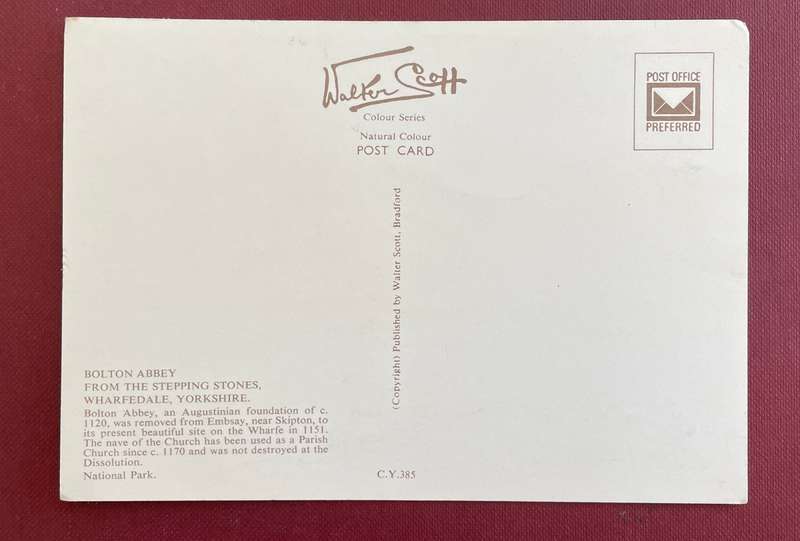 Walter Scott
Colour Series
Natural Colour
POST CARD
POST OFFICE
PREFERRED
(Copyright) Published by Walter Scott, Bradford
BOLTON ABBEY
FROM THE STEPPING STONES,
WHARFEDALE, YORKSHIRE.
Bolton Abbey, an Augustinian foundation of c.
1120, was removed from Embsay, near Skipton, to
its present beautiful site on the Wharfe in 1151.
The nave of the Church has been used as a Parish
Church since c. 1170 and was not destroyed at the
Dissolution.
National Park.
C.Y.385